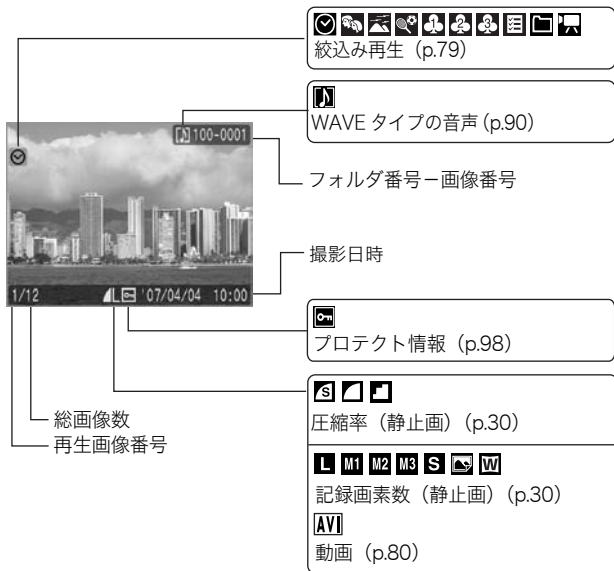 絞込み再生（p.79）
WAVE タイプの音声（p.90）
100-0001
フォルダ番号－画像番号
撮影日時
1/12 L '07/04/04 10:00
プロテクト情報（p.98）
S
圧縮率（静止画）（p.30）
総画像数
再生画像番号
L M1 M2 M3 S W
記録画素数（静止画）（p.30）
AVI
動画（p.80）